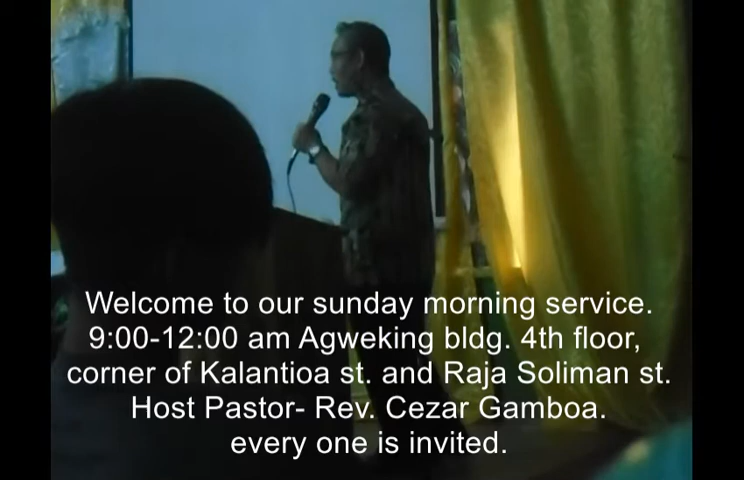 Welcome to our sunday morning service.
9:00-12:00 am Agweking bldg. 4th floor,
corner of Kalantioa st. and Raja Soliman st.
Host Pastor- Rev. Cezar Gamboa.
every one is invited.